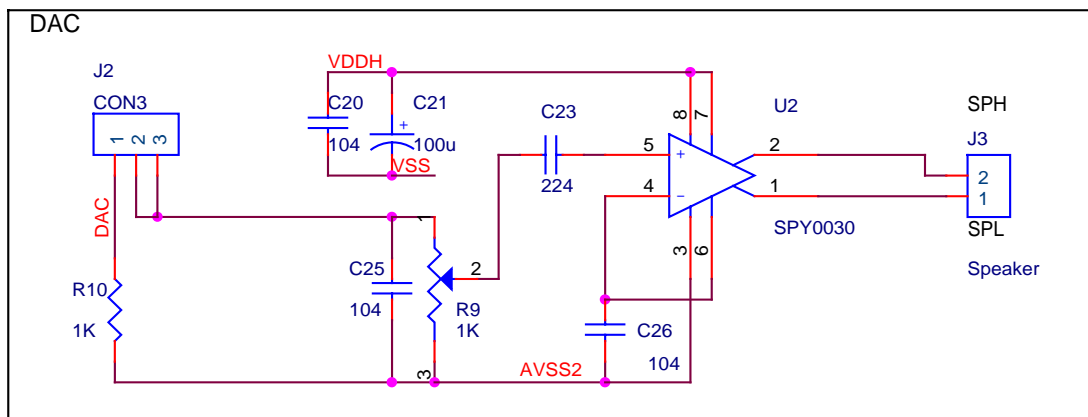 DAC
J2
CON3
1 2 3
DAC
R10
1K
VDDH
C20
104
C21
+
100u
VSS
C23
224
C25
104
1
2
3
R9
1K
AVSS2
C26
104
5
4
+
-
8
7
3
6
2
1
U2
SPY0030
SPH
J3
2
1
SPL
Speaker